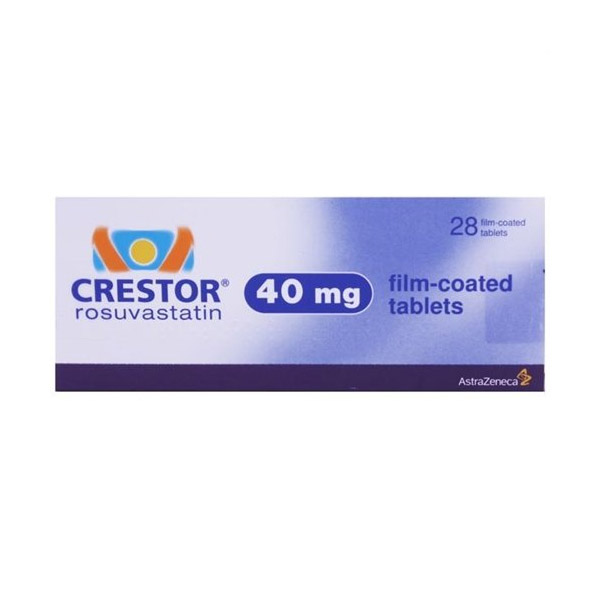 28 film-coated
tablets
CRESTOR®
rosuvastatin
40 mg
film-coated
tablets
AstraZeneca